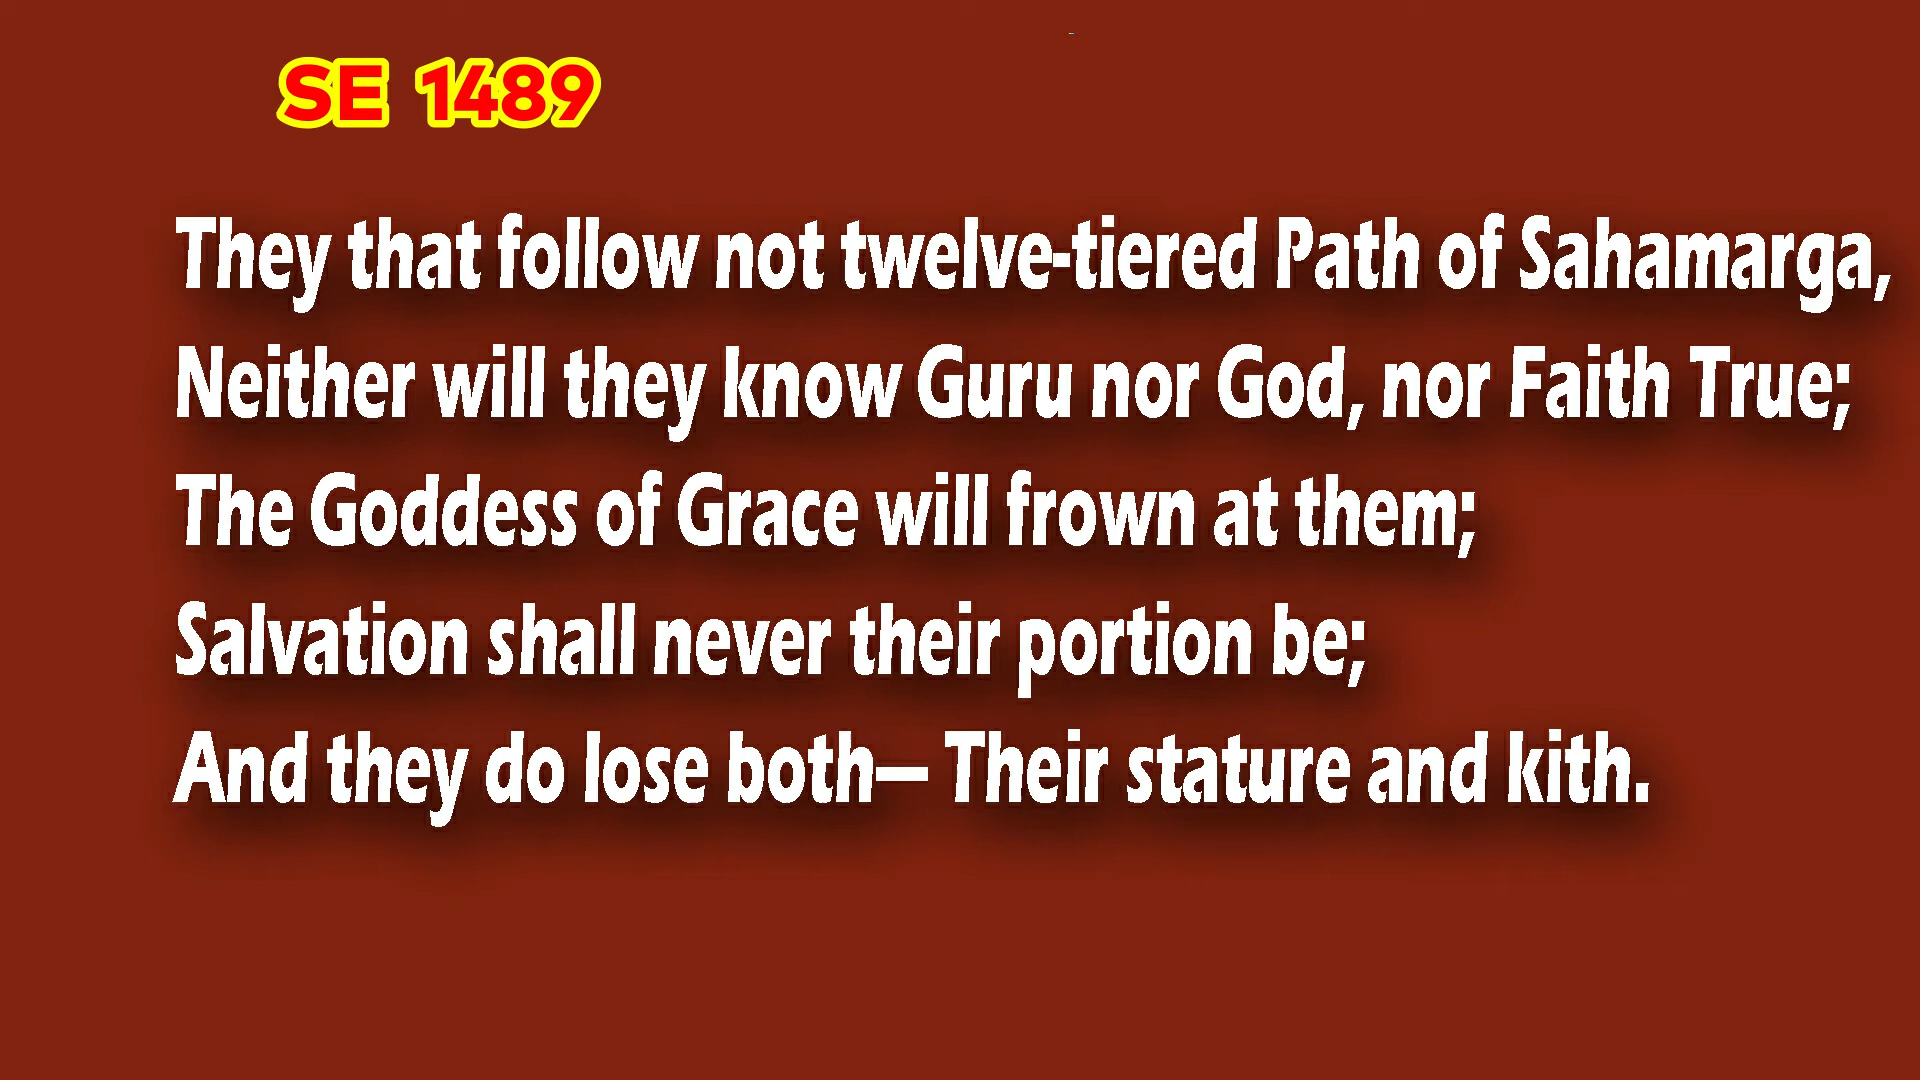 SE 1489
They that follow not twelve-tiered Path of Sahamarga,
Neither will they know Guru nor God, nor Faith True;
The Goddess of Grace will frown at them;
Salvation shall never their portion be;
And they do lose both— Their stature and kith.